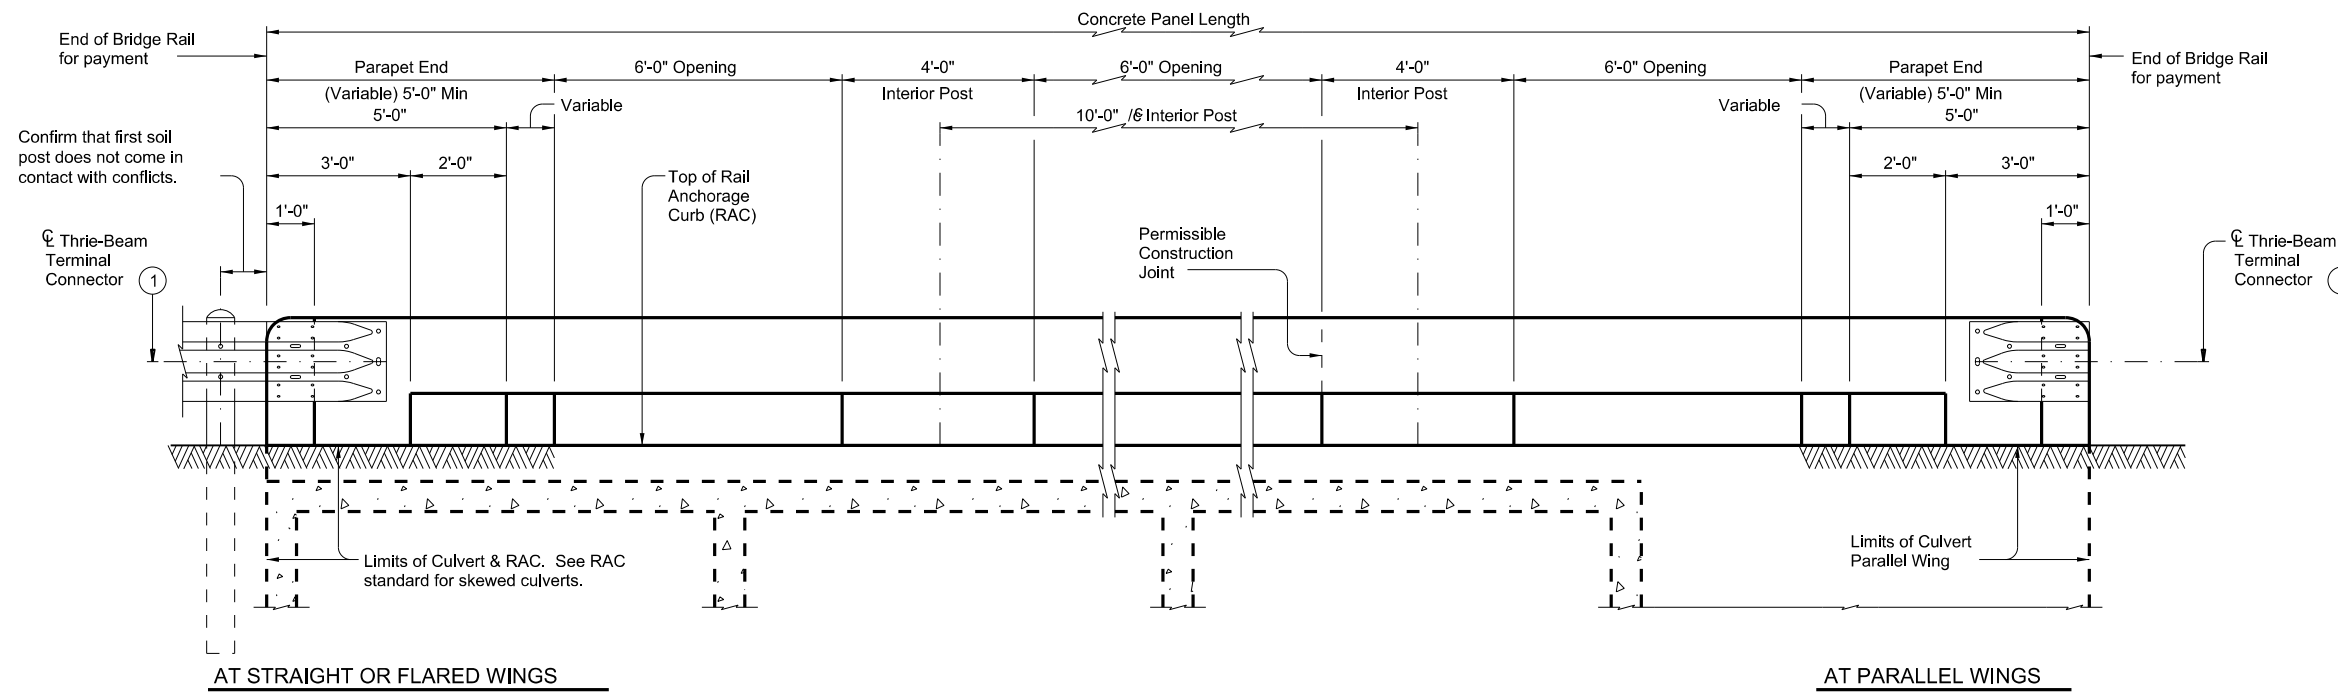 Concrete Panel Length
End of Bridge Rail
for payment
Parapet End
(Variable) 5'-0" Min
6'-0" Opening
4'-0"
Interior Post
6'-0" Opening
4'-0"
Interior Post
6'-0" Opening
Parapet End
(Variable) 5'-0" Min
End of Bridge Rail
for payment
5'-0"
Variable
10'-0" / ℄ Interior Post
Variable
5'-0"
Confirm that first soil
post does not come in
contact with conflicts.
3'-0"
2'-0"
Top of Rail
Anchorage
Curb (RAC)
2'-0"
3'-0"
1'-0"
1'-0"
℄ Thrie-Beam
Terminal
Connector
1
Permissible
Construction
Joint
℄ Thrie-Beam
Terminal
Connector
Limits of Culvert & RAC. See RAC
standard for skewed culverts.
Limits of Culvert
Parallel Wing
AT STRAIGHT OR FLARED WINGS
AT PARALLEL WINGS